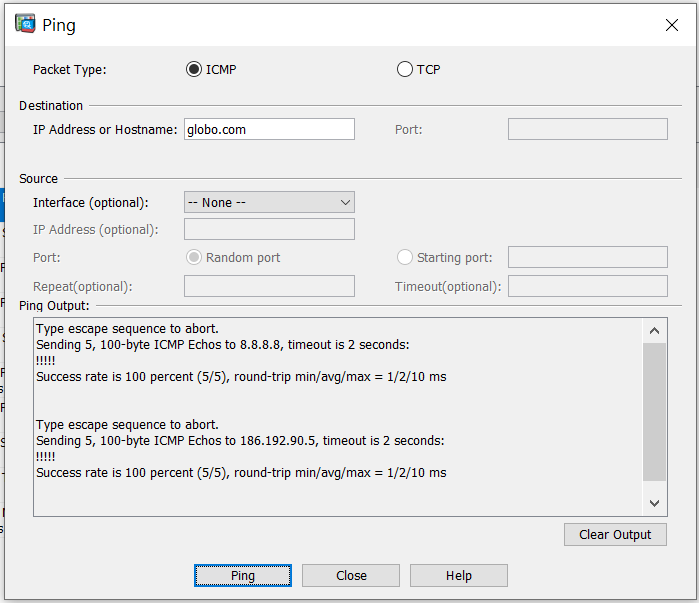 Ping
Packet Type: ICMP TCP
Destination
IP Address or Hostname: globo.com Port:
Source
Interface (optional): -- None --
IP Address (optional):
Port: Random port Starting port:
Repeat(optional): Timeout(optional):
Ping Output:
Type escape sequence to abort.
Sending 5, 100-byte ICMP Echos to 8.8.8.8, timeout is 2 seconds:
!!!!!
Success rate is 100 percent (5/5), round-trip min/avg/max = 1/2/10 ms
Type escape sequence to abort.
Sending 5, 100-byte ICMP Echos to 186.192.90.5, timeout is 2 seconds:
!!!!!
Success rate is 100 percent (5/5), round-trip min/avg/max = 1/2/10 ms
Clear Output
Ping Close Help